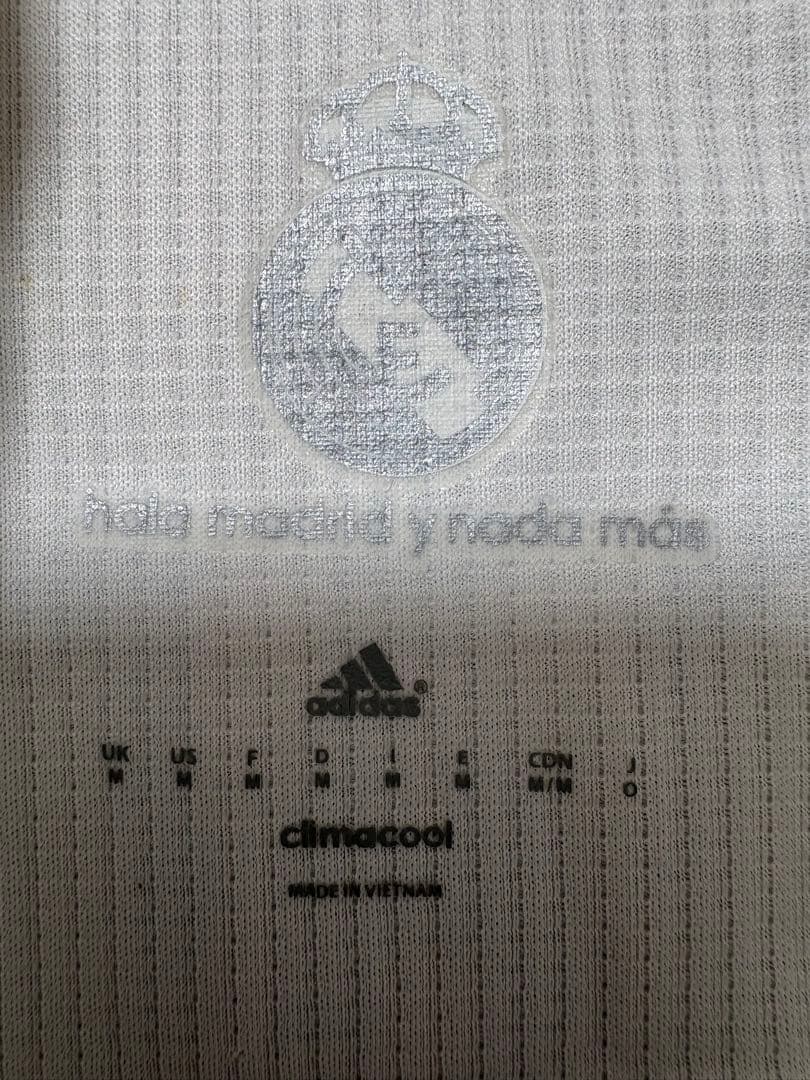 hala madrid y nada más
adidas®
UK US F D I E CDN J
M M M M M M M/M O
climacool
MADE IN VIETNAM